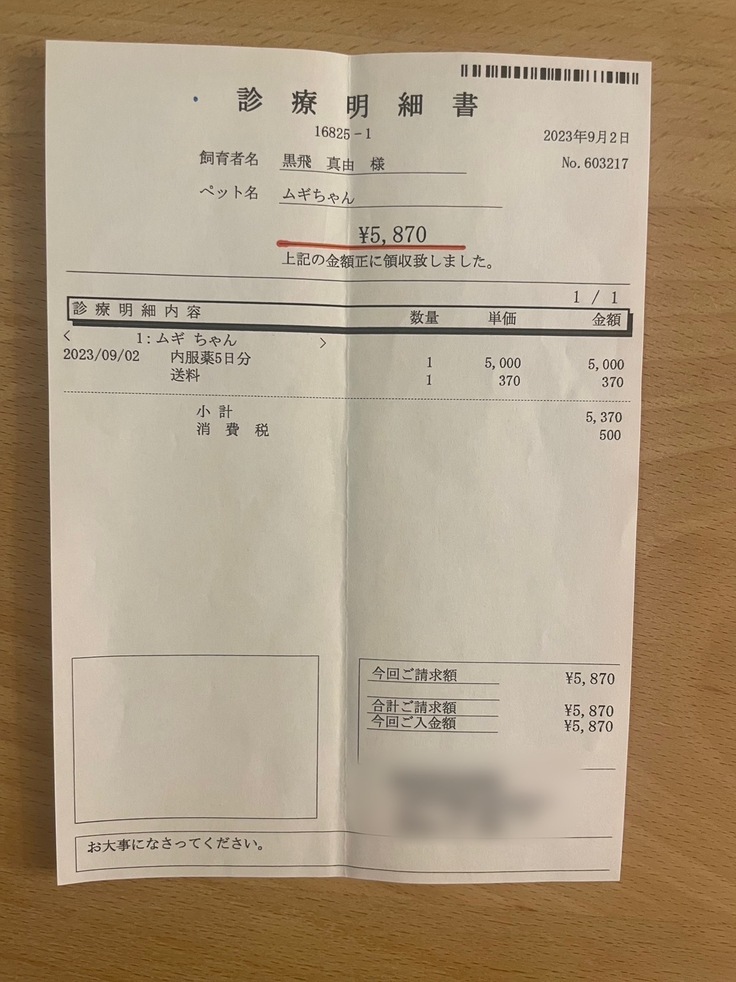 診療明細書
16825-1
2023年9月2日
飼育者名 黒飛 真由 様
No.603217
ペット名 ムギちゃん
¥5,870
上記の金額正に領収致しました。
1 / 1
診療明細内容 数量 単価 金額
< 1:ムギ ちゃん >
2023/09/02 内服薬5日分 1 5,000 5,000
送料 1 370 370
小計 5,370
消費税 500
今回ご請求額 ¥5,870
合計ご請求額 ¥5,870
今回ご入金額 ¥5,870
お大事になさってください。